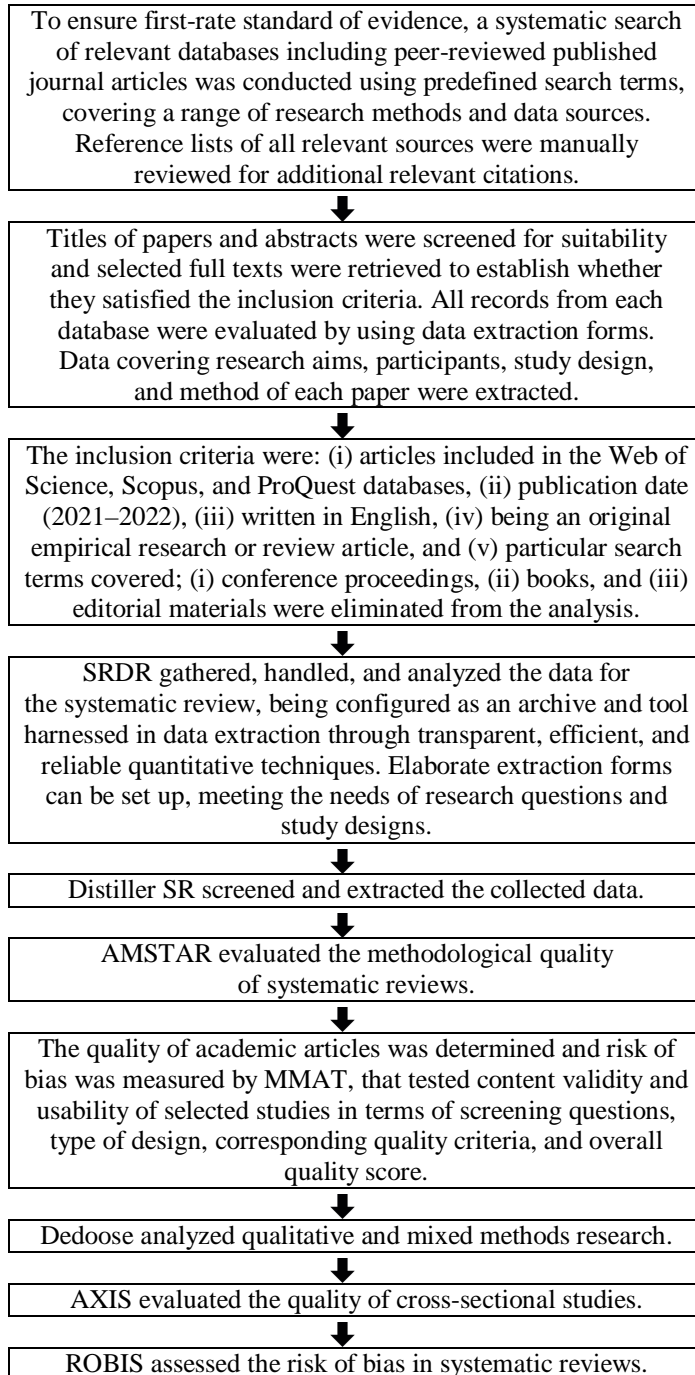 To ensure first-rate standard of evidence, a systematic search
of relevant databases including peer-reviewed published
journal articles was conducted using predefined search terms,
covering a range of research methods and data sources.
Reference lists of all relevant sources were manually
reviewed for additional relevant citations.
Titles of papers and abstracts were screened for suitability
and selected full texts were retrieved to establish whether
they satisfied the inclusion criteria. All records from each
database were evaluated by using data extraction forms.
Data covering research aims, participants, study design,
and method of each paper were extracted.
The inclusion criteria were: (i) articles included in the Web of
Science, Scopus, and ProQuest databases, (ii) publication date
(2021–2022), (iii) written in English, (iv) being an original
empirical research or review article, and (v) particular search
terms covered; (i) conference proceedings, (ii) books, and (iii)
editorial materials were eliminated from the analysis.
SRDR gathered, handled, and analyzed the data for
the systematic review, being configured as an archive and tool
harnessed in data extraction through transparent, efficient, and
reliable quantitative techniques. Elaborate extraction forms
can be set up, meeting the needs of research questions and
study designs.
Distiller SR screened and extracted the collected data.
AMSTAR evaluated the methodological quality
of systematic reviews.
The quality of academic articles was determined and risk of
bias was measured by MMAT, that tested content validity and
usability of selected studies in terms of screening questions,
type of design, corresponding quality criteria, and overall
quality score.
Dedoose analyzed qualitative and mixed methods research.
AXIS evaluated the quality of cross-sectional studies.
ROBIS assessed the risk of bias in systematic reviews.